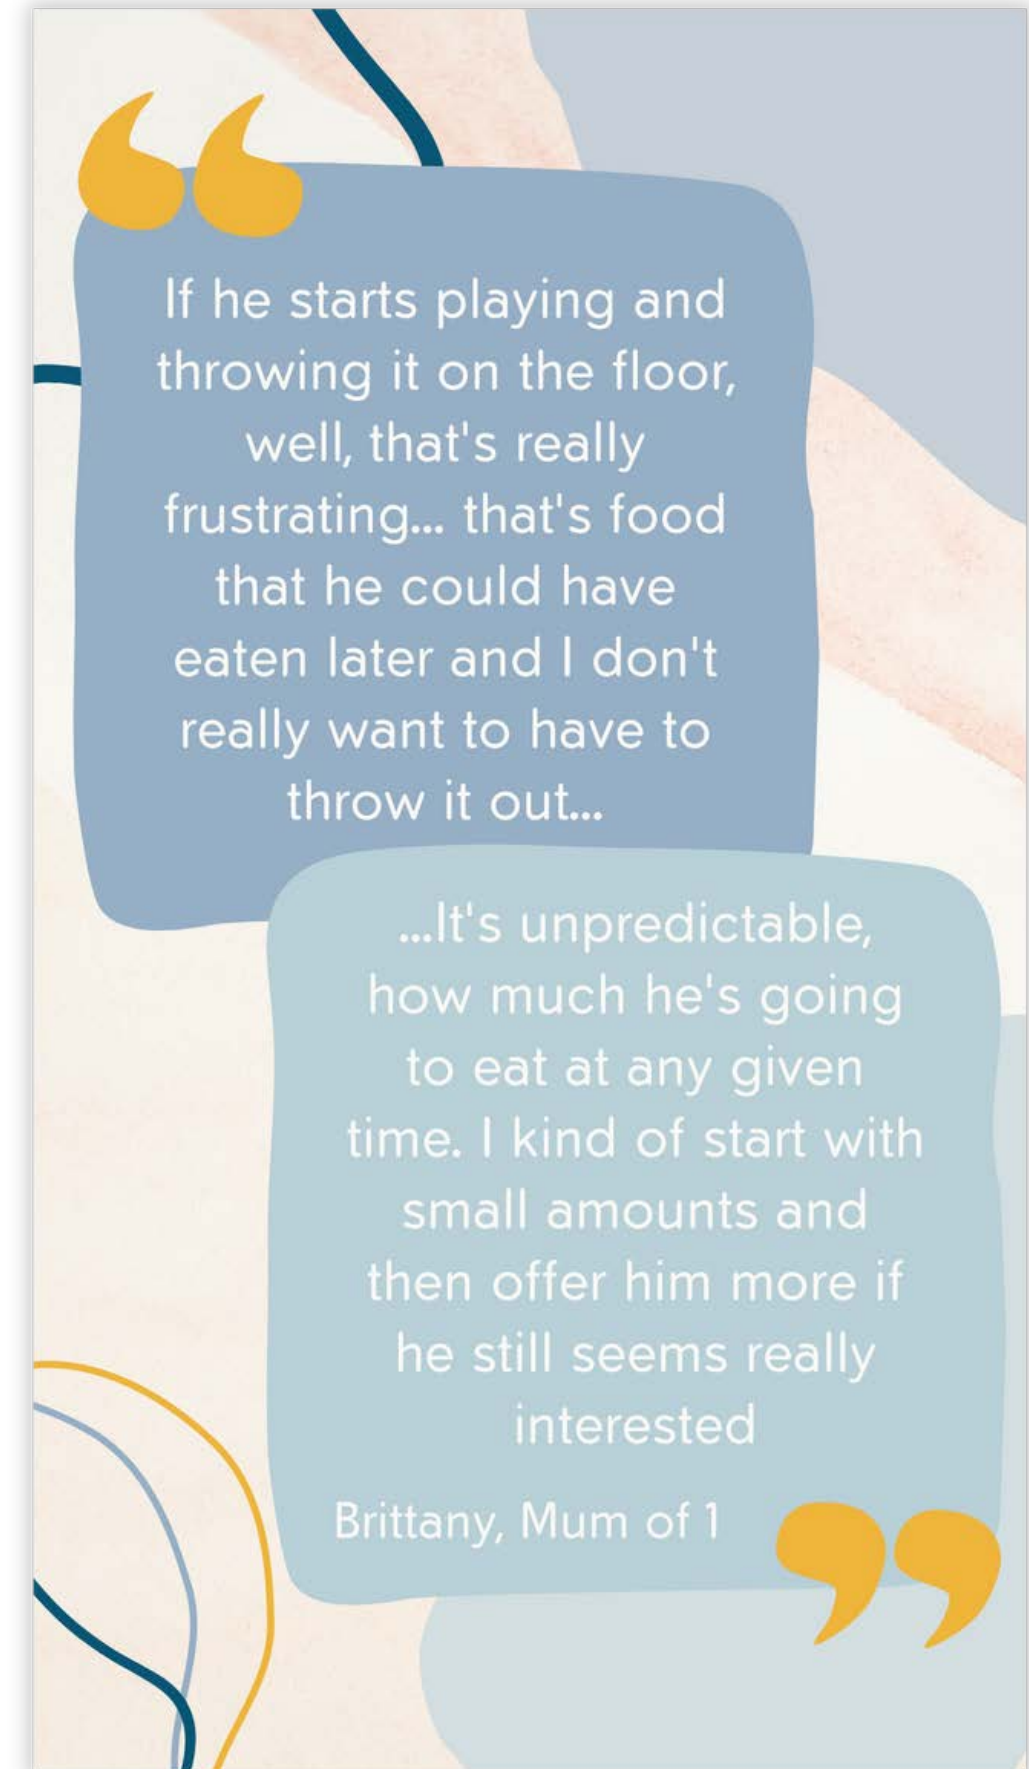 If he starts playing and
throwing it on the floor,
well, that's really
frustrating... that's food
that he could have
eaten later and I don't
really want to have to
throw it out...
...It's unpredictable,
how much he's going
to eat at any given
time. I kind of start with
small amounts and
then offer him more if
he still seems really
interested
Brittany, Mum of 1